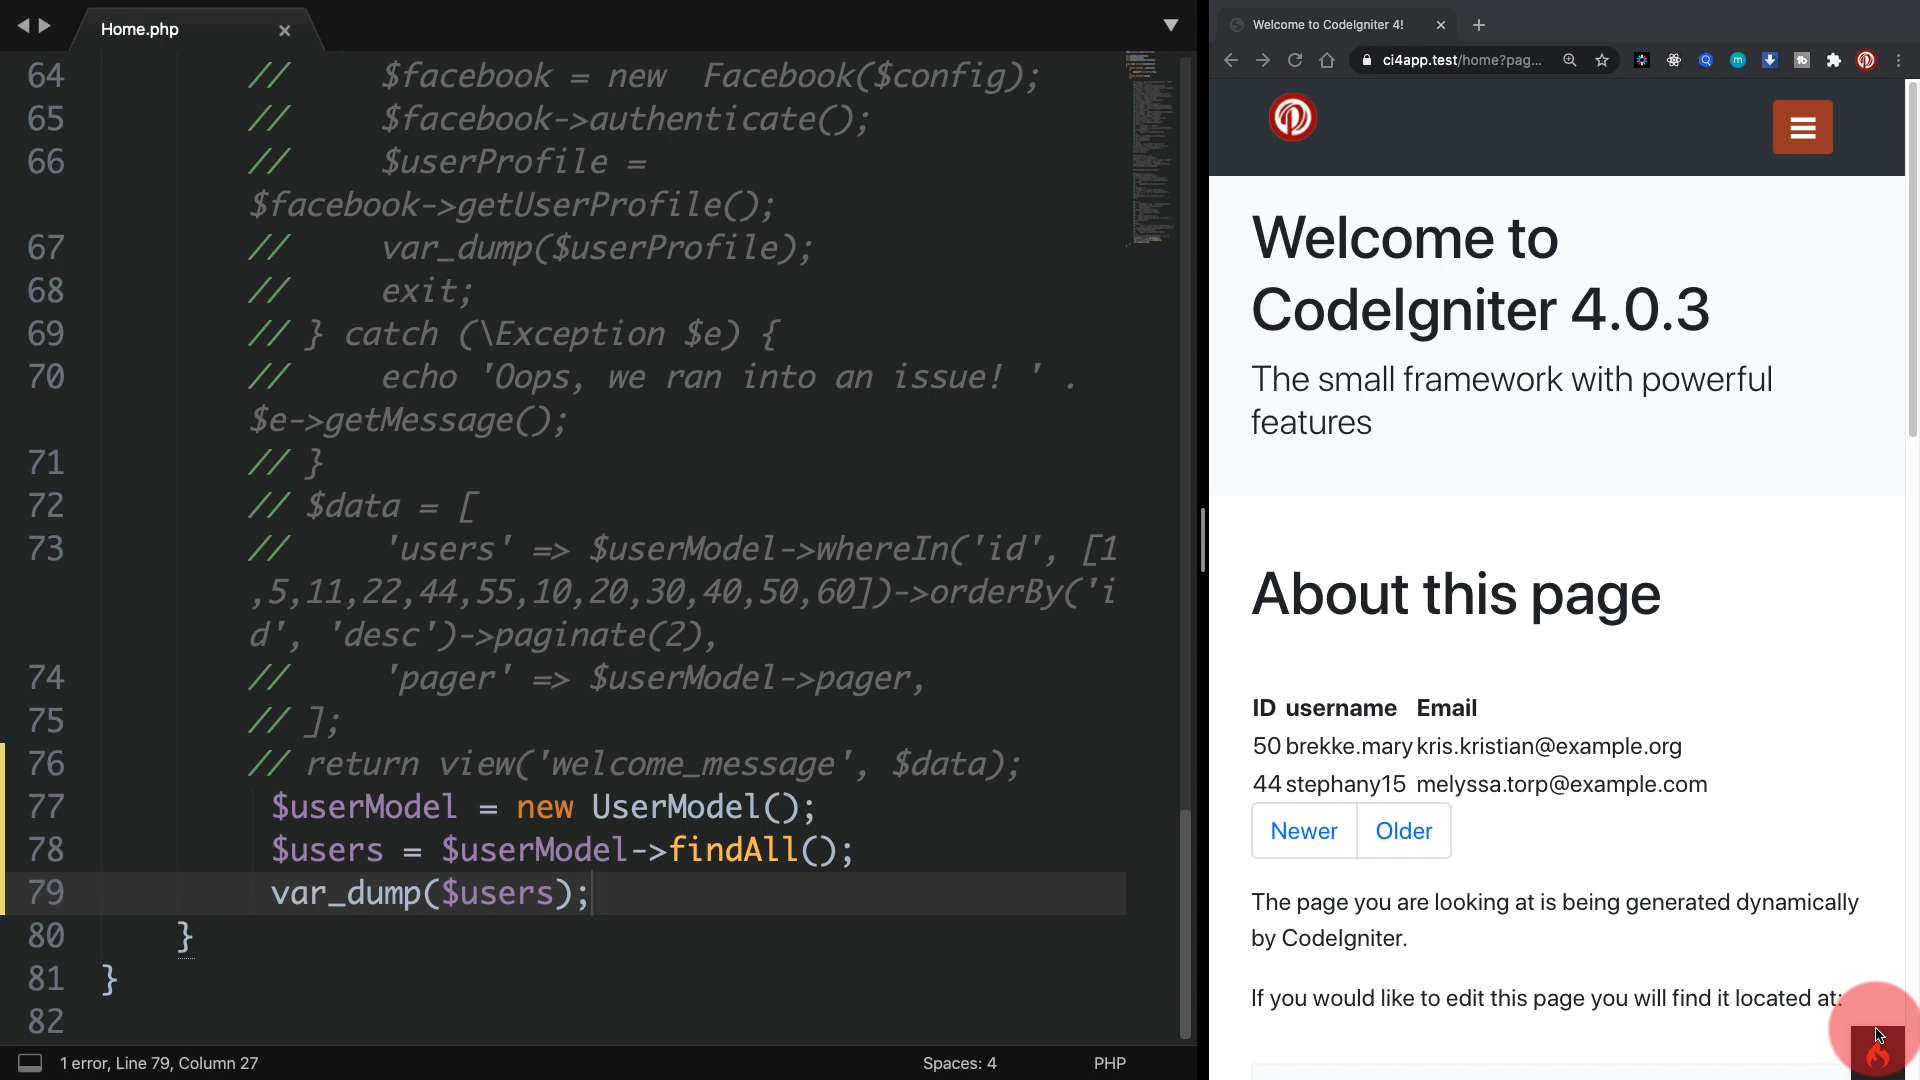 Home.php
64 // $facebook = new Facebook($config);
65 // $facebook->authenticate();
66 // $userProfile =
$facebook->getUserProfile();
67 // var_dump($userProfile);
68 // exit;
69 // } catch (\Exception $e) {
70 // echo 'Oops, we ran into an issue! ' .
$e->getMessage();
71 // }
72 // $data = [
73 // 'users' => $userModel->whereIn('id', [1
,5,11,22,44,55,10,20,30,40,50,60])->orderBy('i
d', 'desc')->paginate(2),
74 // 'pager' => $userModel->pager,
75 // ];
76 // return view('welcome_message', $data);
77 $userModel = new UserModel();
78 $users = $userModel->findAll();
79 var_dump($users);
80 }
81 }
82
1 error, Line 79, Column 27
Spaces: 4
PHP
Welcome to CodeIgniter 4!
ci4app.test/home?pag...
Welcome to
CodeIgniter 4.0.3
The small framework with powerful
features
About this page
ID username Email
50 brekke.mary kris.kristian@example.org
44 stephany15 melyssa.torp@example.com
Newer Older
The page you are looking at is being generated dynamically
by CodeIgniter.
If you would like to edit this page you will find it located at: